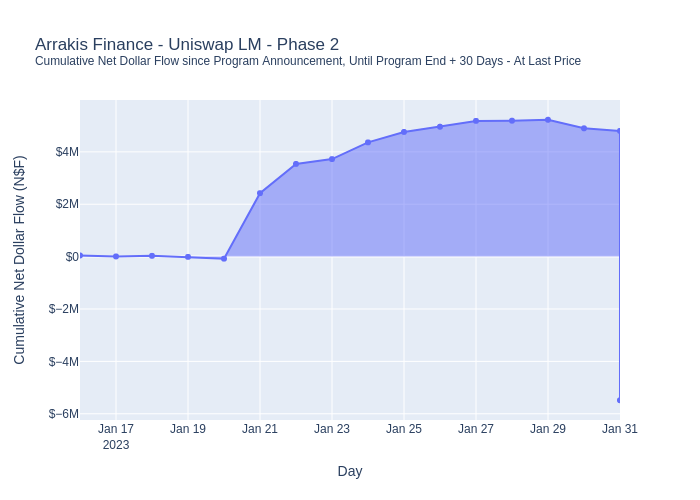 Arrakis Finance - Uniswap LM - Phase 2
Cumulative Net Dollar Flow since Program Announcement, Until Program End + 30 Days - At Last Price
Cumulative Net Dollar Flow (N$F)
$4M
$2M
$0
$−2M
$−4M
$−6M
Jan 17
2023
Jan 19
Jan 21
Jan 23
Jan 25
Jan 27
Jan 29
Jan 31
Day